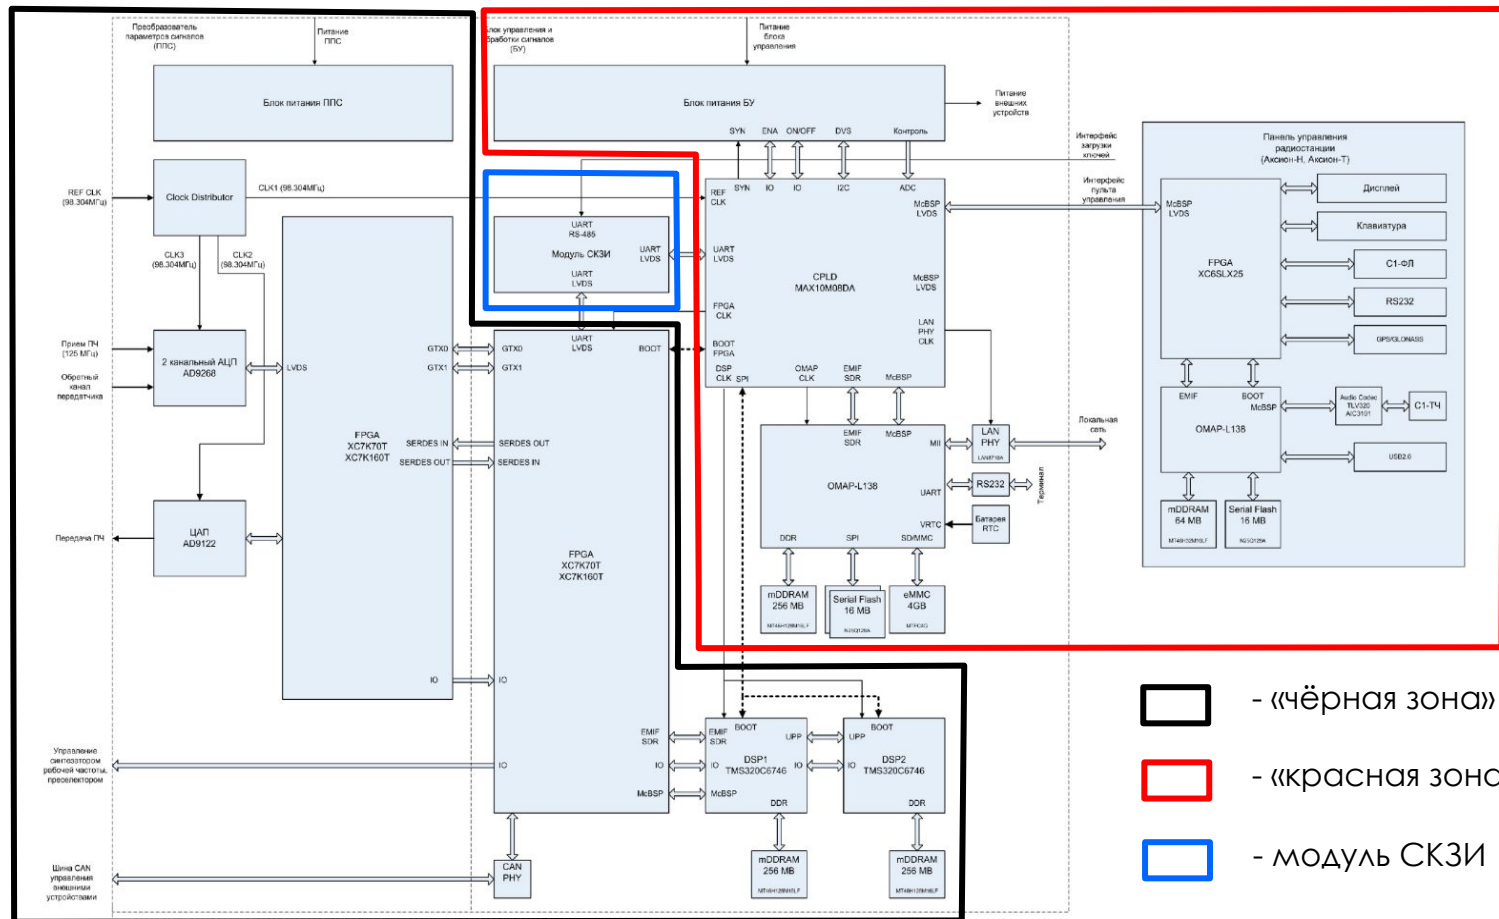 Преобразователь
параметров сигналов
(ППС)
Питание
ППС
Блок питания ППС
управления и
сигналов
(БУ)
Питание
блока
управления
Блок питания БУ
SYN
ENA
ON/OFF
DVS
Контроль
Питание
внешних
устройств
Интерфейс
загрузки
ключей
Интерфейс
пульта
управления
REF CLK
(98.304МГц)
Clock Distributor
CLK1 (98.304МГц)
CLK3
(98.304МГц)
CLK2
(98.304МГц)
Прием ПЧ
(125 МГц)
Обратный
канал
передатчика
2 канальный АЦП
AD9268
Передача ПЧ
ЦАП
AD9122
LVDS
GTX0
GTX1
FPGA
XC7K70T
XC7K160T
SERDES IN
SERDES OUT
IO
UART
RS-485
Модуль СКЗИ
UART
LVDS
UART
LVDS
UART
LVDS
BOOT
GTX0
GTX1
SERDES OUT
SERDES IN
FPGA
XC7K70T
XC7K160T
IO
IO
EMIF
SDR
IO
McBSP
REF
CLK
SYN
IO
IO
I2C
ADC
McBSP
LVDS
UART
LVDS
CPLD
MAX10M08DA
McBSP
LVDS
FPGA
CLK
LAN
PHY
CLK
BOOT
FPGA
DSP
CLK
SPI
OMAP
CLK
EMIF
SDR
McBSP
EMIF
SDR
McBSP
MII
OMAP-L138
UART
VRTC
DDR
SPI
SD/MMC
LAN
PHY
LAN8710A
Локальная
сеть
RS232
Терминал
Батарея
RTC
mDDRAM
256 MB
MT46H128M16LF
Serial Flash
16 MB
N25Q128A
eMMC
4GB
MTFC4G
Панель управления
радиостанции
(Аксион-Н, Аксион-Т)
McBSP
LVDS
FPGA
XC6SLX25
Дисплей
Клавиатура
С1-ФЛ
RS232
GPS/GLONASS
EMIF
BOOT
McBSP
OMAP-L138
Audio Codec
TLV320
AIC3101
С1-ТЧ
USB2.0
mDDRAM
64 MB
MT46H32M16LF
Serial Flash
16 MB
N25Q128A
Управление
синтезатором
рабочей частоты,
преселектором
Шина CAN
управления
внешними
устройствами
CAN
PHY
BOOT
EMIF
SDR
UPP
DSP1
TMS320C6746
IO
IO
McBSP
DDR
mDDRAM
256 MB
MT46H128M16LF
BOOT
UPP
DSP2
TMS320C6746
IO
DDR
mDDRAM
256 MB
MT46H128M16LF
- «чёрная зона»
- «красная зона
- модуль СКЗИ